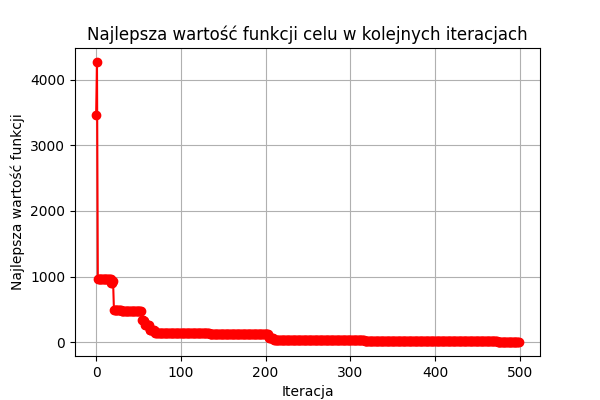 Najlepsza wartość funkcji celu w kolejnych iteracjach
4000
3000
2000
1000
0
Najlepsza wartość funkcji
0 100 200 300 400 500
Iteracja